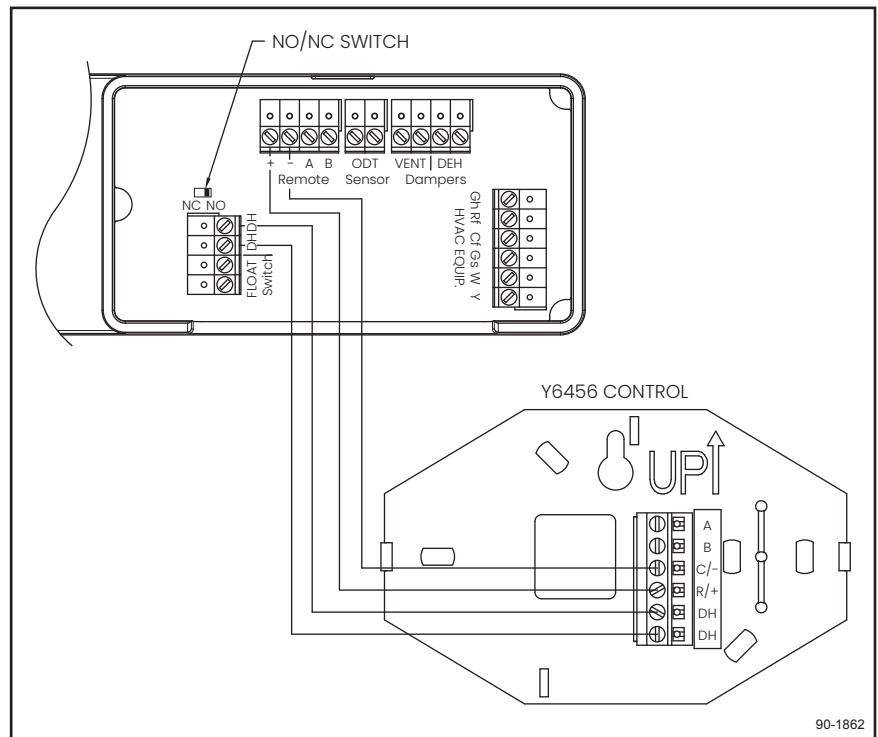 NO/NC SWITCH
+ - A B
Remote
ODT
Sensor
VENT DEH
Dampers
NC NO
DH DH
FLOAT
Switch
Gh Rf Cf Gs W Y
HVAC EQUIP.
Y6456 CONTROL
UP
A
B
C/-
R/+
DH
DH
90-1862